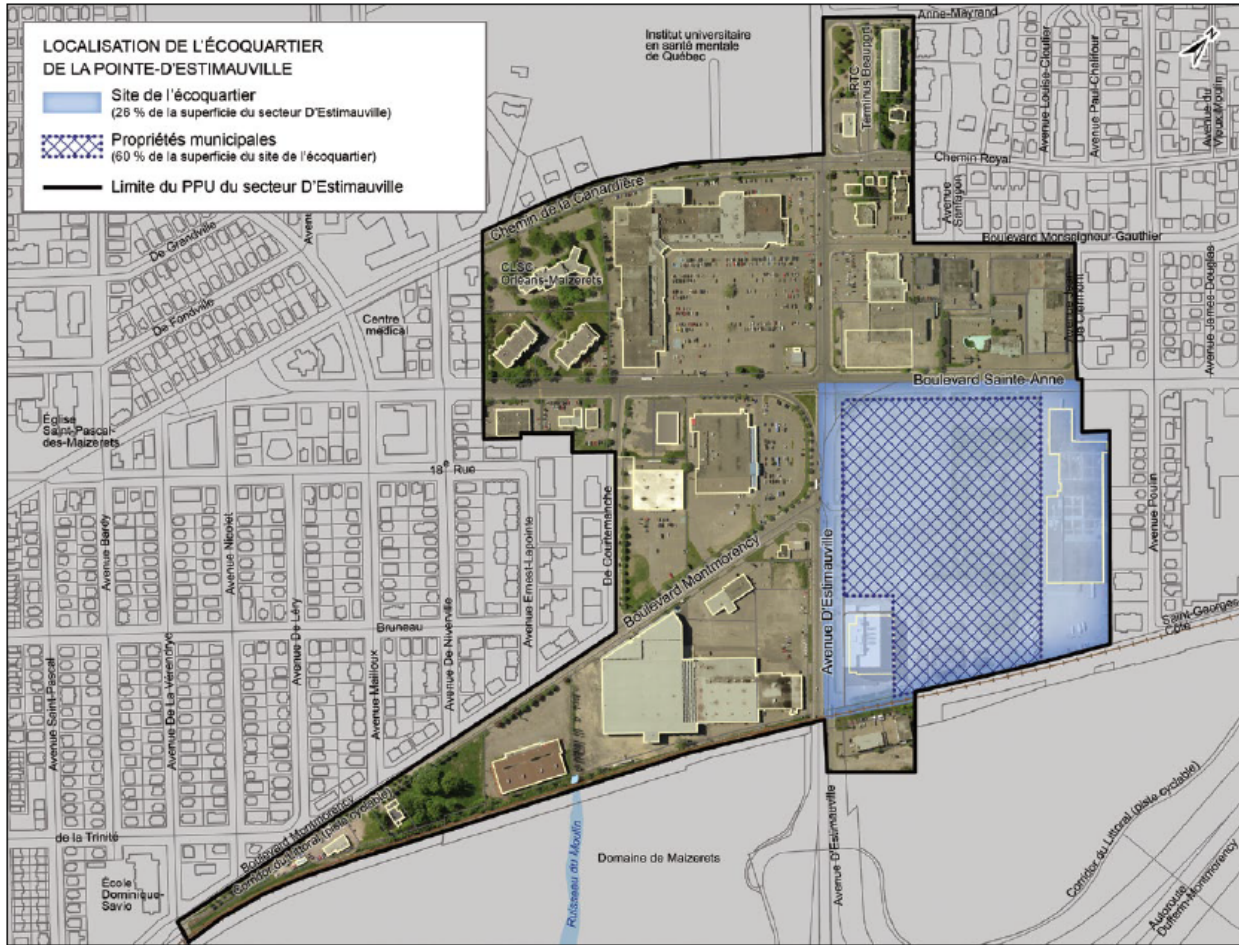 LOCALISATION DE L'ÉCOQUARTIER
DE LA POINTE-D'ESTIMAUVILLE
Site de l'écoquartier
(26 % de la superficie du secteur D'Estimauville)
Propriétés municipales
(60 % de la superficie du site de l'écoquartier)
Limite du PPU du secteur D'Estimauville
Institut universitaire
en santé mentale
de Québec
RTC
Terminus Beauport
Anne-Mayrand
Avenue Louise-Cloutier
Avenue Paul-Chalifour
Avenue du
Vieux-Moulin
N
Chemin Royal
Avenue
Boulevard Monseigneur-Gauthier
De Grandville
De Fondville
Chemin de la Canardière
CLSC
Orléans-Maizerets
Centre
médical
De Clermont
Avenue James-Douglas
Boulevard Sainte-Anne
Église
Saint-Pascal-
des-Maizerets
18e Rue
Avenue Bardy
Avenue Nicolet
Avenue Ernest-Lapointe
De Courtemanche
Boulevard Montmorency
Avenue D'Estimauville
Avenue Poulin
Saint-Georges
Côté
Bruneau
Avenue Saint-Pascal
Avenue De La Vérendrye
Avenue De Léry
Avenue Mailloux
Avenue De Niverville
de la Trinité
Boulevard Montmorency
Corridor du Littoral (piste cyclable)
École
Dominique-
Savio
Ruisseau du Moulin
Domaine de Maizerets
Avenue D'Estimauville
Corridor du Littoral (piste cyclable)
Autoroute
Dufferin-Montmorency